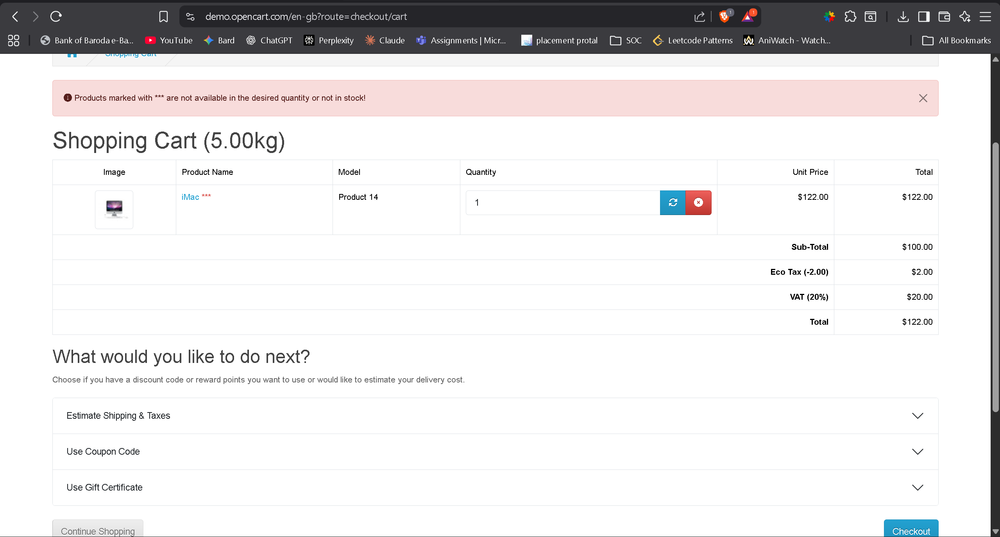 demo.opencart.com/en-gb?route=checkout/cart
1
1
Bank of Baroda e-Ba...
YouTube
Bard
ChatGPT
Perplexity
Claude
Assignments | Micr...
placement protal
SOC
Leetcode Patterns
AniWatch - Watch...
All Bookmarks
Shopping Cart
Products marked with *** are not available in the desired quantity or not in stock!
Shopping Cart (5.00kg)
Image Product Name Model Quantity Unit Price Total
iMac *** Product 14 1 $122.00 $122.00
Sub-Total $100.00
Eco Tax (-2.00) $2.00
VAT (20%) $20.00
Total $122.00
What would you like to do next?
Choose if you have a discount code or reward points you want to use or would like to estimate your delivery cost.
Estimate Shipping & Taxes
Use Coupon Code
Use Gift Certificate
Continue Shopping
Checkout